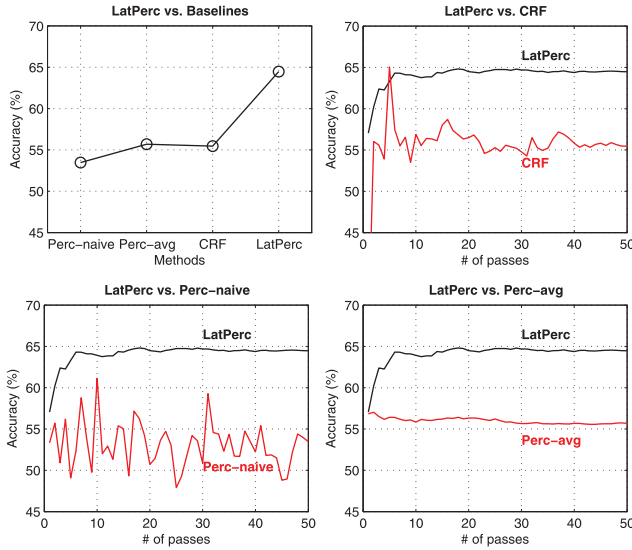 LatPerc vs. Baselines
70
65
60
55
50
45
Accuracy (%)
Perc−naive Perc−avg CRF LatPerc
Methods
LatPerc vs. CRF
70
65
60
55
50
45
Accuracy (%)
LatPerc
CRF
0 10 20 30 40 50
# of passes
LatPerc vs. Perc−naive
70
65
60
55
50
45
Accuracy (%)
LatPerc
Perc−naive
0 10 20 30 40 50
# of passes
LatPerc vs. Perc−avg
70
65
60
55
50
45
Accuracy (%)
LatPerc
Perc−avg
0 10 20 30 40 50
# of passes